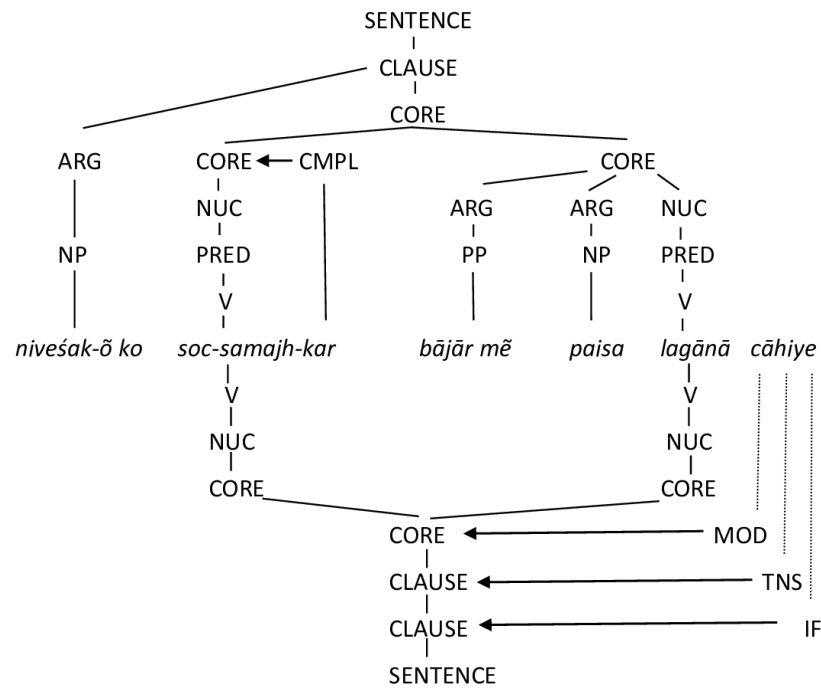 SENTENCE
CLAUSE
CORE
ARG CORE CMPL CORE
NUC ARG ARG NUC
NP PRED PP NP PRED
V V
niveśak-õ ko soc-samajh-kar bājār mẽ paisa lagānā cāhiye
V V
NUC NUC
CORE CORE
CORE MOD
CLAUSE TNS
CLAUSE IF
SENTENCE